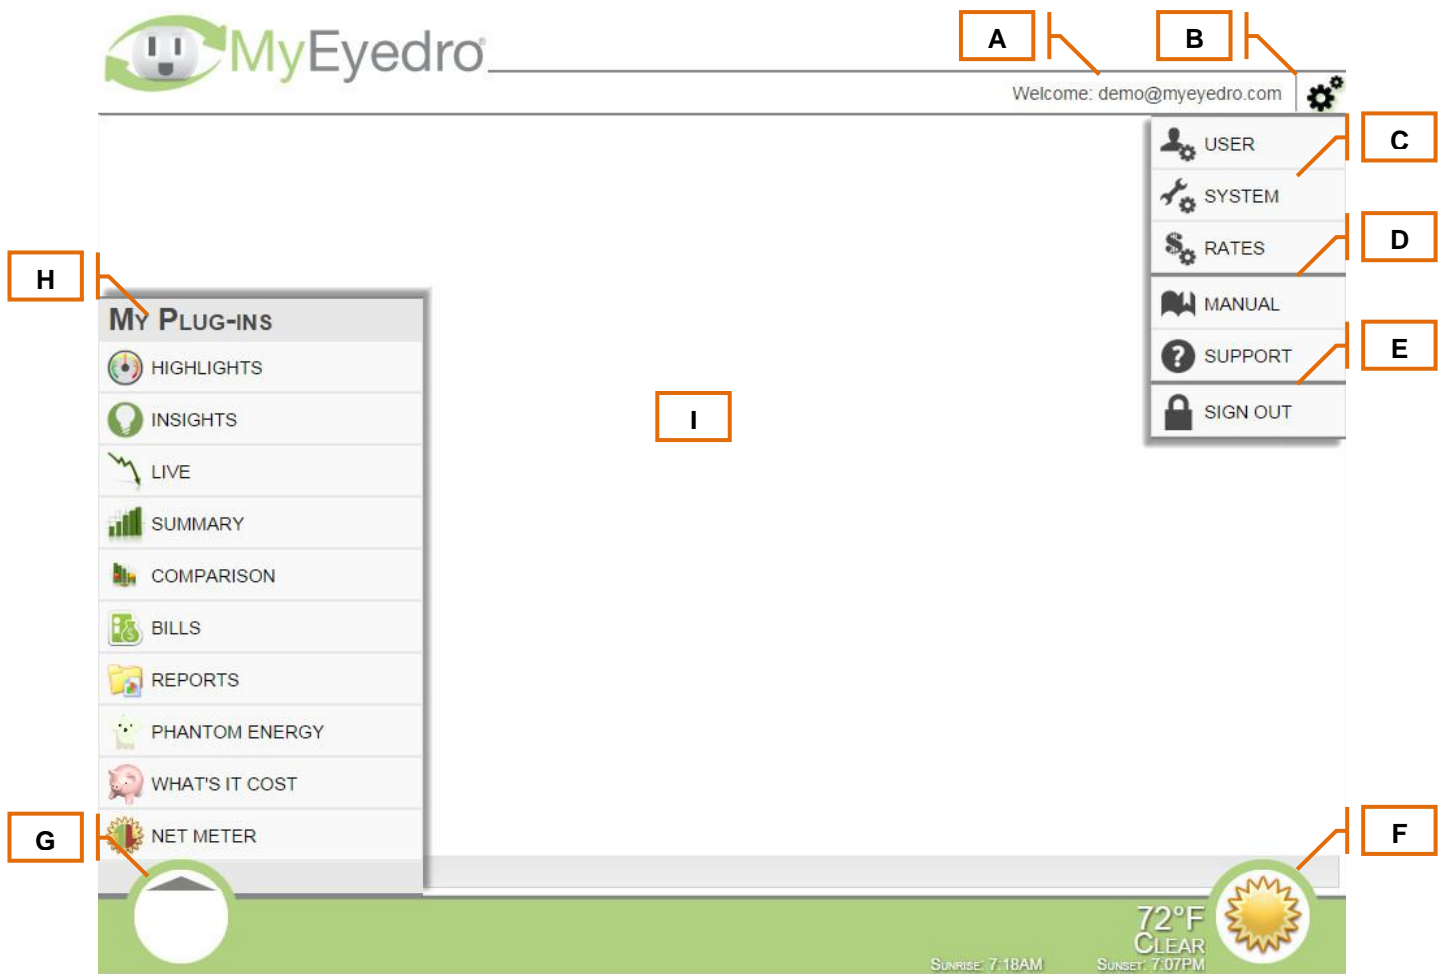 A
B
MyEyedro®
Welcome: demo@myeyedro.com
USER
C
SYSTEM
RATES
D
H
MY PLUG-INS
MANUAL
HIGHLIGHTS
SUPPORT
E
INSIGHTS
I
SIGN OUT
LIVE
SUMMARY
COMPARISON
BILLS
REPORTS
PHANTOM ENERGY
WHAT'S IT COST
G
NET METER
F
72°F
CLEAR
SUNRISE: 7:18AM SUNSET: 7:07PM